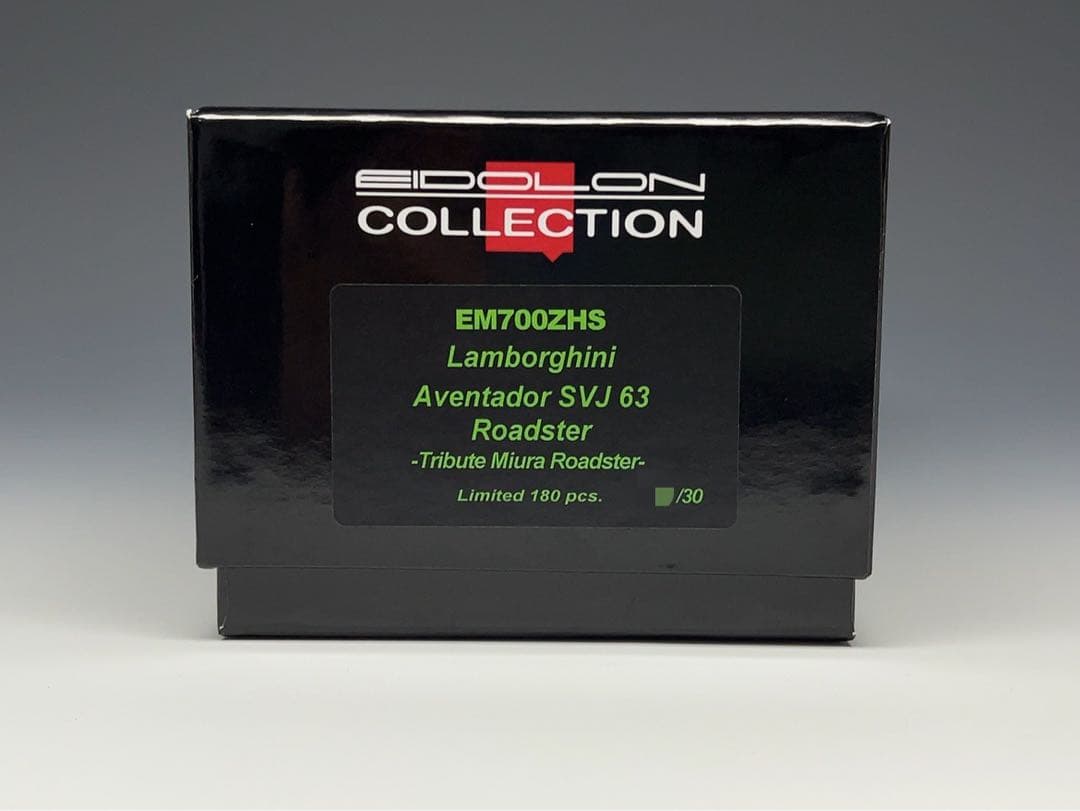 EIDOLON
COLLECTION
EM700ZHS
Lamborghini
Aventador SVJ 63
Roadster
-Tribute Miura Roadster-
Limited 180 pcs. /30